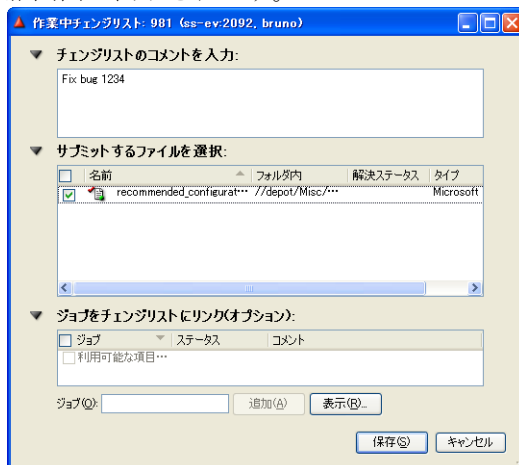 作業中チェンジリスト: 981 (ss-ev:2092, bruno)
チェンジリストのコメントを入力:
Fix bug 1234
サブミットするファイルを選択:
名前 フォルダ内 解決ステータス タイプ
recommended_configurat… //depot/Misc/… Microsoft
ジョブをチェンジリストにリンク(オプション):
ジョブ ステータス コメント
利用可能な項目…
ジョブ(O): 追加(A) 表示(R)...
保存(S) キャンセル